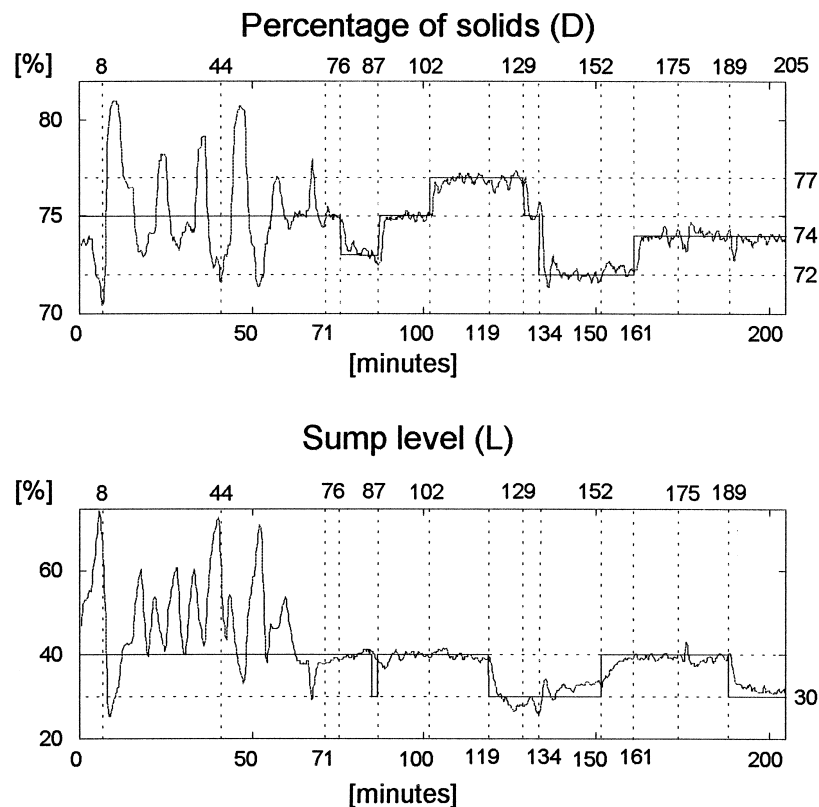 Percentage of solids (D)
[%] 8 44 76 87 102 129 152 175 189 205
80
77
75
74
72
70
0 50 71 100 119 134 150 161 200
[minutes]
Sump level (L)
[%] 8 44 76 87 102 129 152 175 189
60
40
30
20
0 50 71 100 119 134 150 161 200
[minutes]